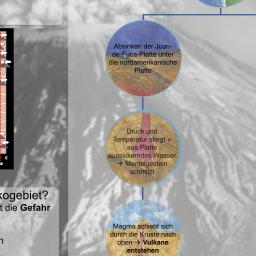 Absinken der Juan-
de-Fuca-Platte unter
die nordamerikanische
Platte
Druck und
Temperatur steigt +
aus Platte
aussickerndes Wasser
→ Mantelgestein
schmilzt
kogebiet?
t die Gefahr
n
Magma schiebt sich
durch die Kruste nach
oben → Vulkane
entstehen